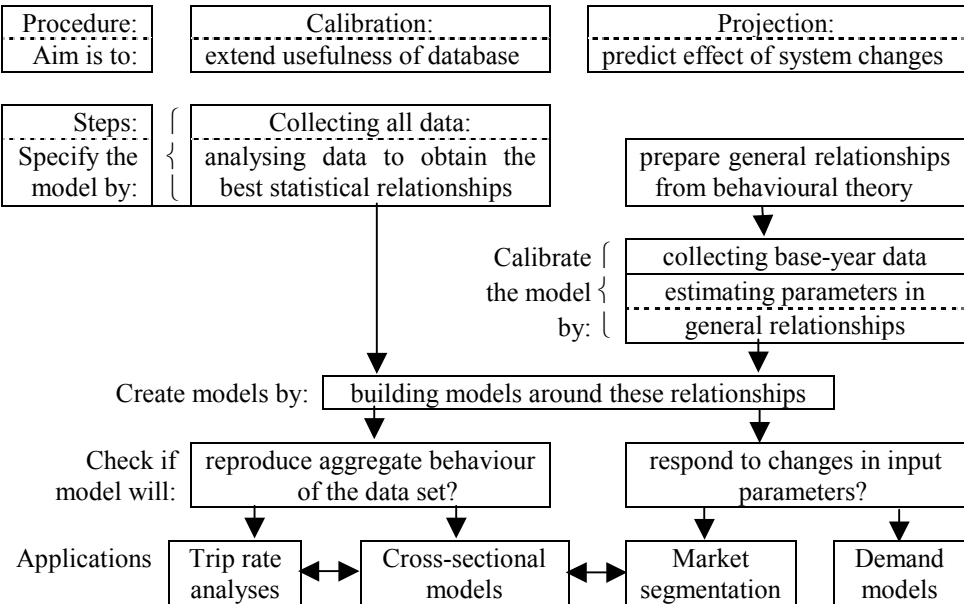 Procedure:
Aim is to:
Calibration:
extend usefulness of database
Projection:
predict effect of system changes
Steps:
Specify the
model by:
Collecting all data:
analysing data to obtain the
best statistical relationships
prepare general relationships
from behavioural theory
Calibrate
the model
by:
collecting base-year data
estimating parameters in
general relationships
Create models by:
building models around these relationships
Check if
model will:
reproduce aggregate behaviour
of the data set?
respond to changes in input
parameters?
Applications
Trip rate
analyses
Cross-sectional
models
Market
segmentation
Demand
models